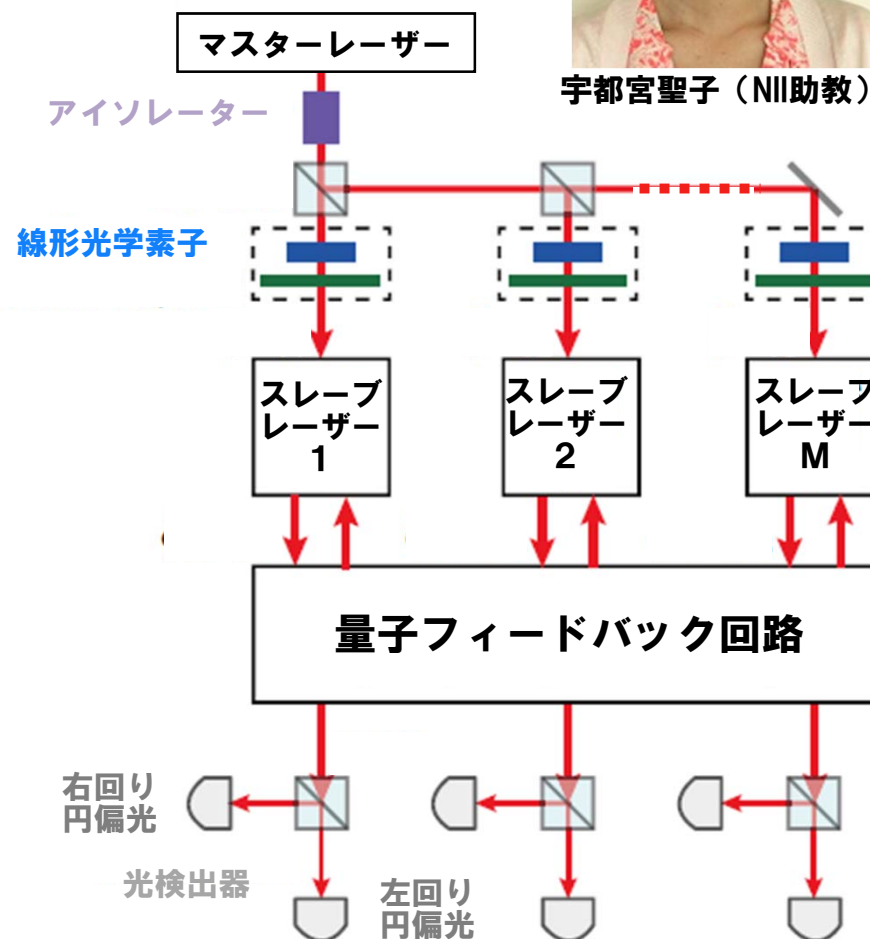 マスターレーザー
宇都宮聖子（NII助教）
アイソレーター
線形光学素子
スレーブ
レーザー
1
スレーブ
レーザー
2
スレーブ
レーザー
M
量子フィードバック回路
右回り
円偏光
光検出器
左回り
円偏光